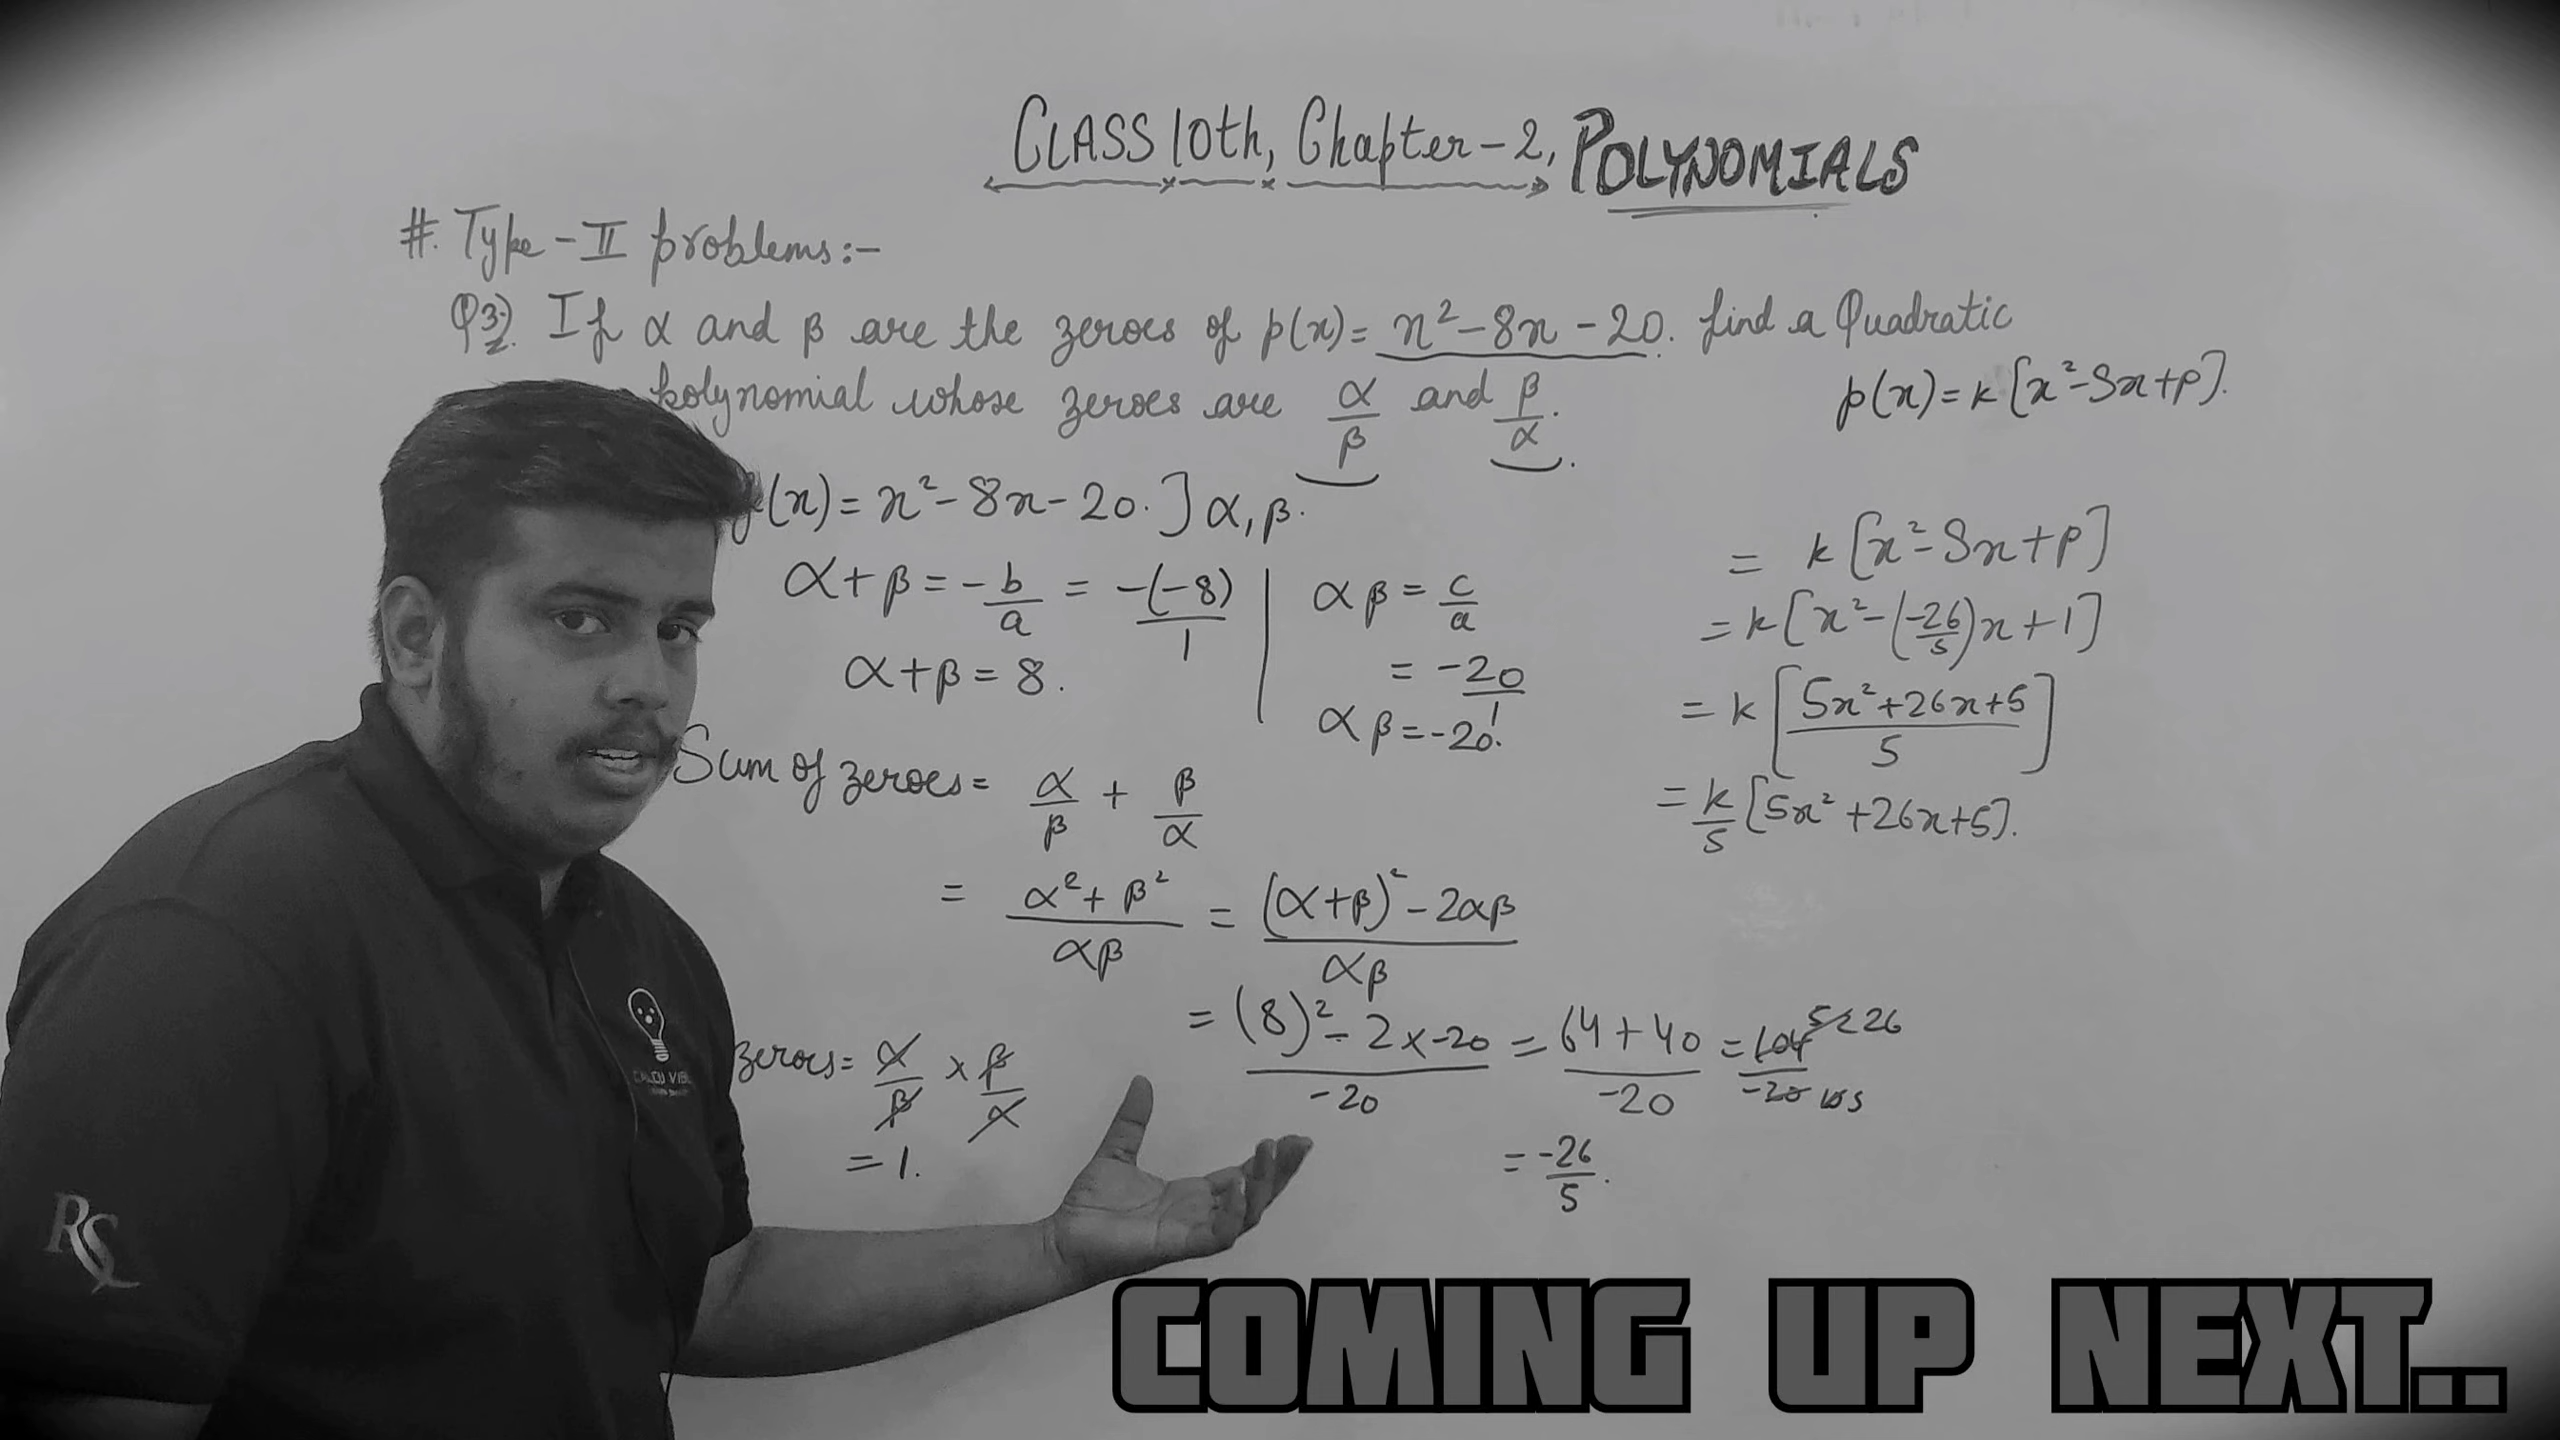 CLASS 10th, Chapter-2, POLYNOMIALS
#. Type-II problems:-
Q3). If α and β are the zeroes of p(x) = x² - 8x - 20. find a Quadratic
polynomial whose zeroes are α/β and β/α.
p(x) = k[x² - Sx + P].
(x) = x² - 8x - 20.] α, β.
α + β = -b/a = -(-8)/1
α + β = 8.
αβ = c/a
= -20/1
αβ = -20.
Sum of zeroes = α/β + β/α
= α² + β²/αβ = (α + β)² - 2αβ/αβ
= (8)² - 2 x -20/-20 = 64 + 40/-20 = 104/-20
= -26/5.
zeroes = α/β x β/α
= 1.
= k[x² - Sx + P]
= k[x² - (-26/5)x + 1]
= k[5x² + 26x + 5/5]
= k/5[5x² + 26x + 5].
RS
COMING UP NEXT..